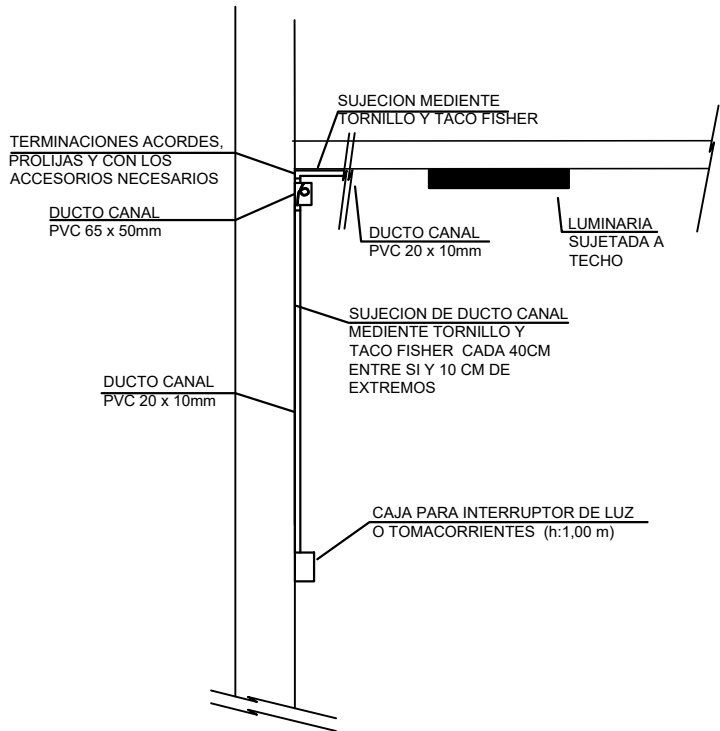 SUJECION MEDIENTE
TORNILLO Y TACO FISHER
TERMINACIONES ACORDES,
PROLIJAS Y CON LOS
ACCESORIOS NECESARIOS
DUCTO CANAL
PVC 65 x 50mm
DUCTO CANAL
PVC 20 x 10mm
LUMINARIA
SUJETADA A
TECHO
SUJECION DE DUCTO CANAL
MEDIENTE TORNILLO Y
TACO FISHER  CADA 40CM
ENTRE SI Y 10 CM DE
EXTREMOS
DUCTO CANAL
PVC 20 x 10mm
CAJA PARA INTERRUPTOR DE LUZ
O TOMACORRIENTES  (h:1,00 m)